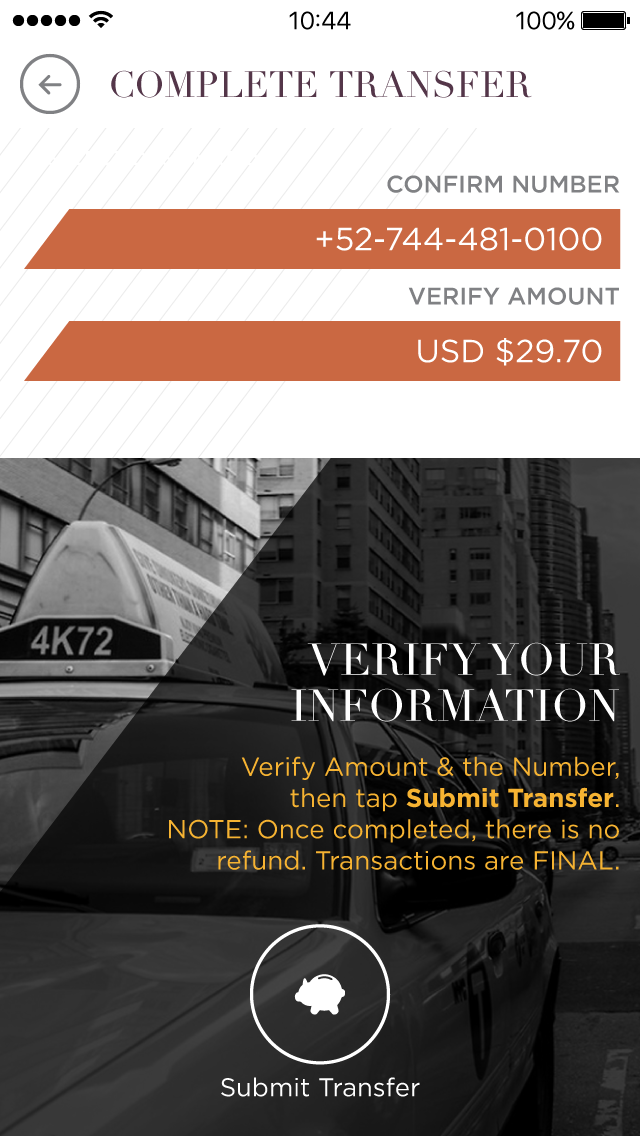 10:44
100%
COMPLETE TRANSFER
CONFIRM NUMBER
+52-744-481-0100
VERIFY AMOUNT
USD $29.70
4K72
VERIFY YOUR
INFORMATION
Verify Amount & the Number,
then tap Submit Transfer.
NOTE: Once completed, there is no
refund. Transactions are FINAL.
Submit Transfer